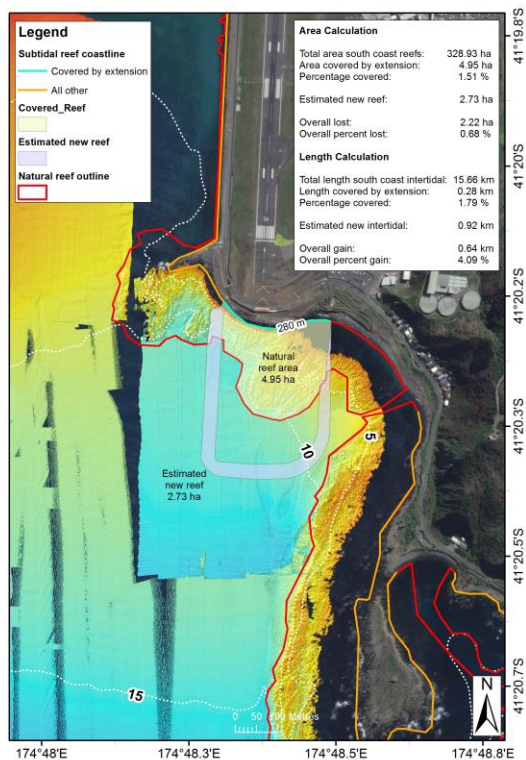 Legend
Subtidal reef coastline
Covered by extension
All other
Covered_Reef
Estimated new reef
Natural reef outline
Area Calculation
Total area south coast reefs: 328.93 ha
Area covered by extension: 4.95 ha
Percentage covered: 1.51 %
Estimated new reef: 2.73 ha
Overall lost: 2.22 ha
Overall percent lost: 0.68 %
Length Calculation
Total length south coast intertidal: 15.66 km
Length covered by extension: 0.28 km
Percentage covered: 1.79 %
Estimated new intertidal: 0.92 km
Overall gain: 0.64 km
Overall percent gain: 4.09 %
280 m
Natural
reef area
4.95 ha
5
10
Estimated
new reef
2.73 ha
15
N
0 50 100 Metres
41°19.8'S
41°20'S
41°20.2'S
41°20.3'S
41°20.5'S
41°20.7'S
174°48'E
174°48.3'E
174°48.5'E
174°48.8'E